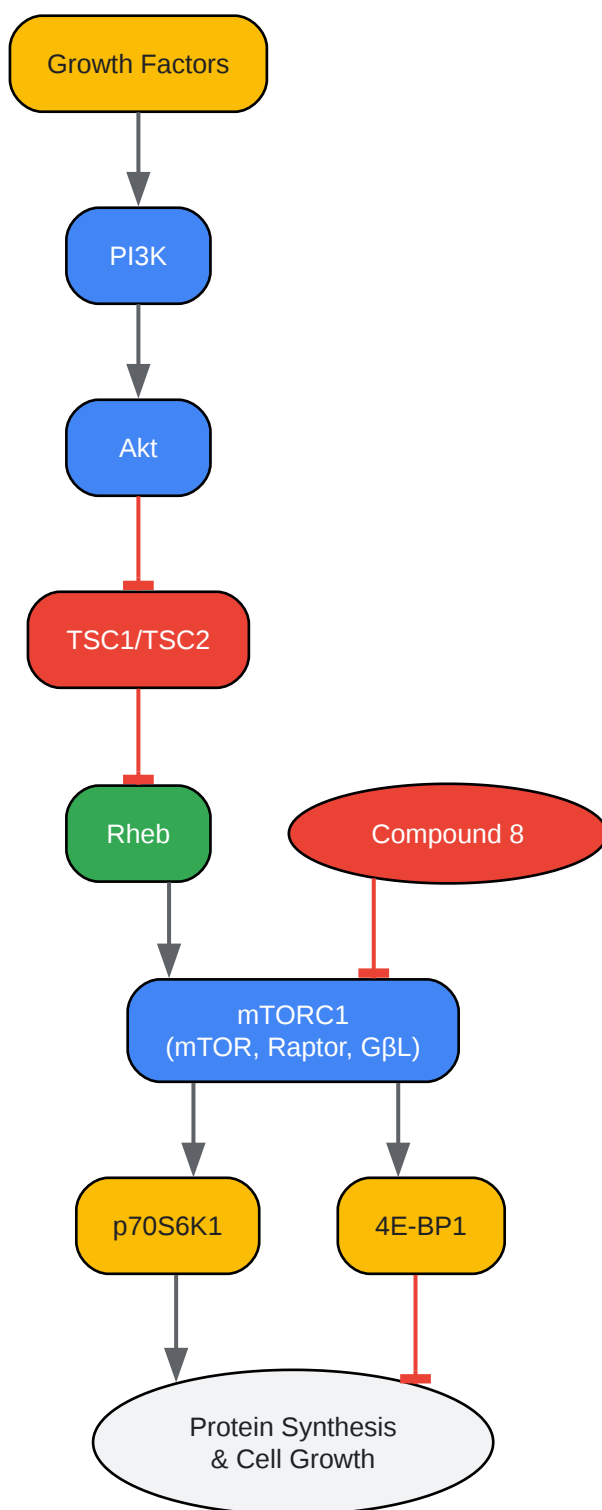 Growth Factors
PI3K
Akt
TSC1/TSC2
Rheb
Compound 8
mTORC1
(mTOR, Raptor, GβL)
p70S6K1
4E-BP1
Protein Synthesis
& Cell Growth